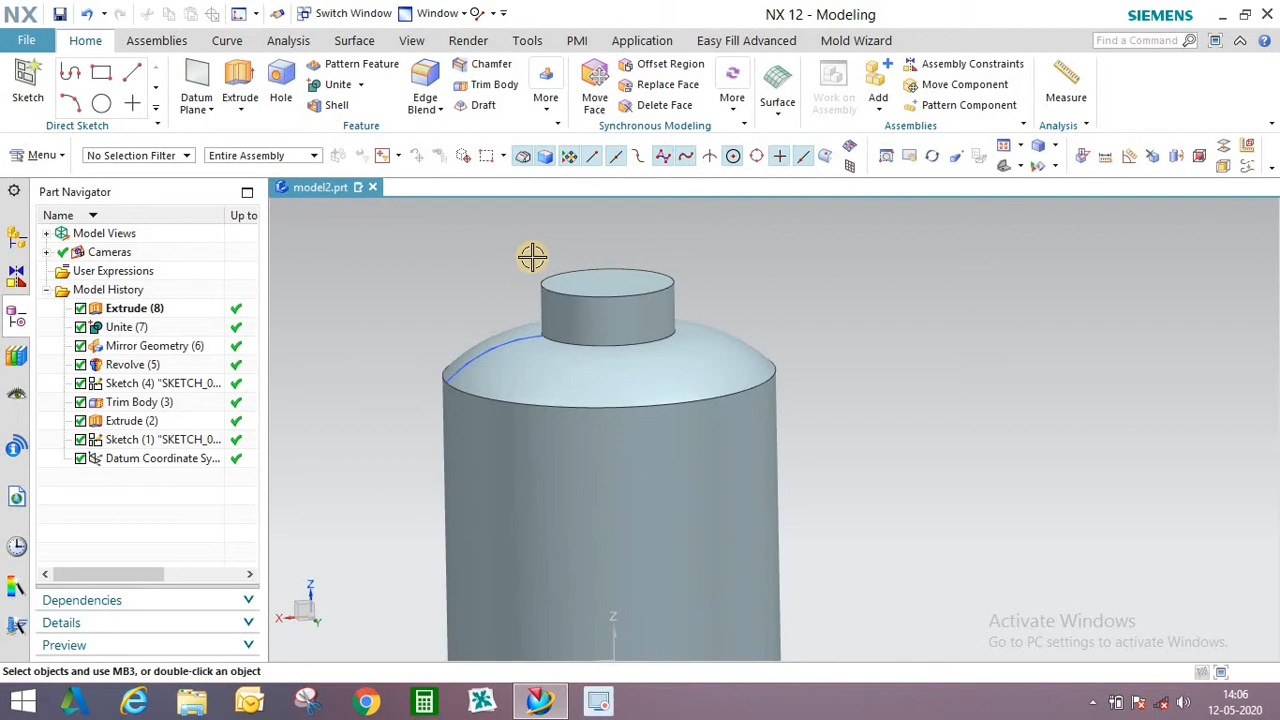 NX
Switch Window
Window
NX 12 - Modeling
SIEMENS
File
Home
Assemblies
Curve
Analysis
Surface
View
Render
Tools
PMI
Application
Easy Fill Advanced
Mold Wizard
Find a Command
Sketch
Direct Sketch
Datum Plane
Extrude
Hole
Pattern Feature
Unite
Shell
Edge Blend
Chamfer
Trim Body
Draft
More
Feature
Move Face
Offset Region
Replace Face
Delete Face
More
Synchronous Modeling
Surface
Work on Assembly
Add
Assembly Constraints
Move Component
Pattern Component
Assemblies
Measure
Analysis
Menu
No Selection Filter
Entire Assembly
model2.prt
Part Navigator
Name
Up to
Model Views
Cameras
User Expressions
Model History
Extrude (8)
Unite (7)
Mirror Geometry (6)
Revolve (5)
Sketch (4) "SKETCH_0...
Trim Body (3)
Extrude (2)
Sketch (1) "SKETCH_0...
Datum Coordinate Sy...
Dependencies
Details
Preview
Z
X
Y
Z
Activate Windows
Go to PC settings to activate Windows.
Select objects and use MB3, or double-click an object
14:06
12-05-2020